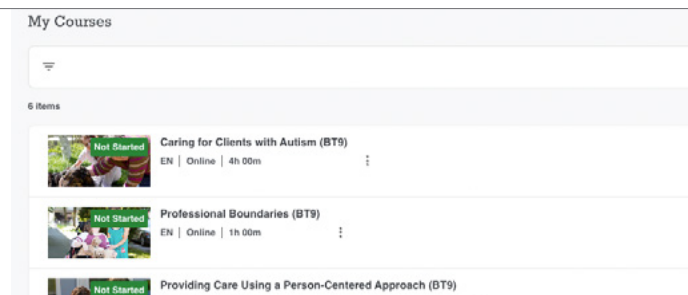 My Courses
6 items
Not Started
Caring for Clients with Autism (BT9)
EN | Online | 4h 00m
Not Started
Professional Boundaries (BT9)
EN | Online | 1h 00m
Not Started
Providing Care Using a Person-Centered Approach (BT9)